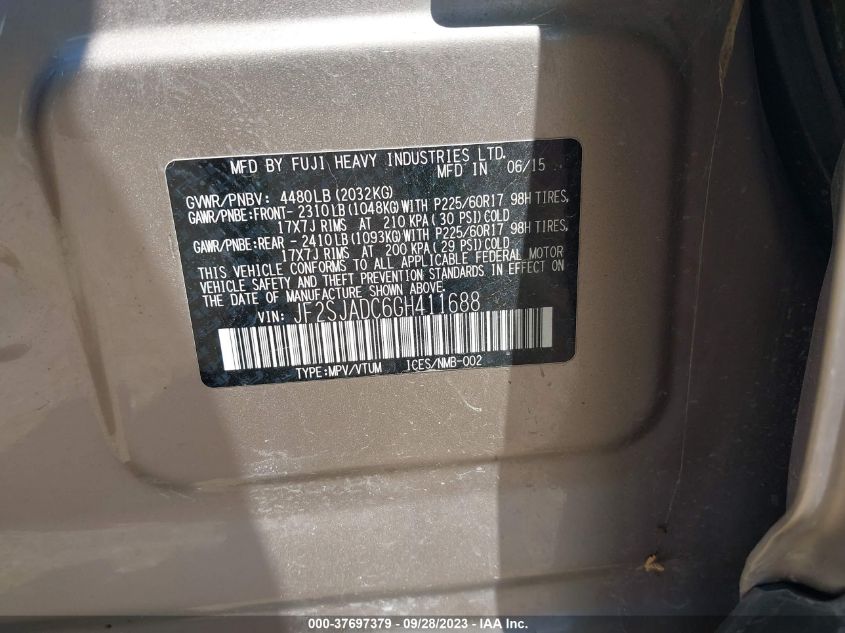 MFD BY FUJI HEAVY INDUSTRIES LTD.
MFD IN 06/15
GVWR/PNBV: 4480LB(2032KG)
GAWR/PNBE:FRONT- 2310LB(1048KG)WITH P225/60R17 98H TIRES,
17X7J RIMS AT 210 KPA( 30 PSI)COLD
GAWR/PNBE:REAR - 2410LB(1093KG)WITH P225/60R17 98H TIRES,
17X7J RIMS AT 200 KPA( 29 PSI)COLD
THIS VEHICLE CONFORMS TO ALL APPLICABLE FEDERAL MOTOR
VEHICLE SAFETY AND THEFT PREVENTION STANDARDS IN EFFECT ON
THE DATE OF MANUFACTURE SHOWN ABOVE.
VIN: JF2SJADC6GH411688
TYPE:MPV/VTUM ICES/NMB-002
000-37697379 - 09/28/2023 - © IAA Inc.